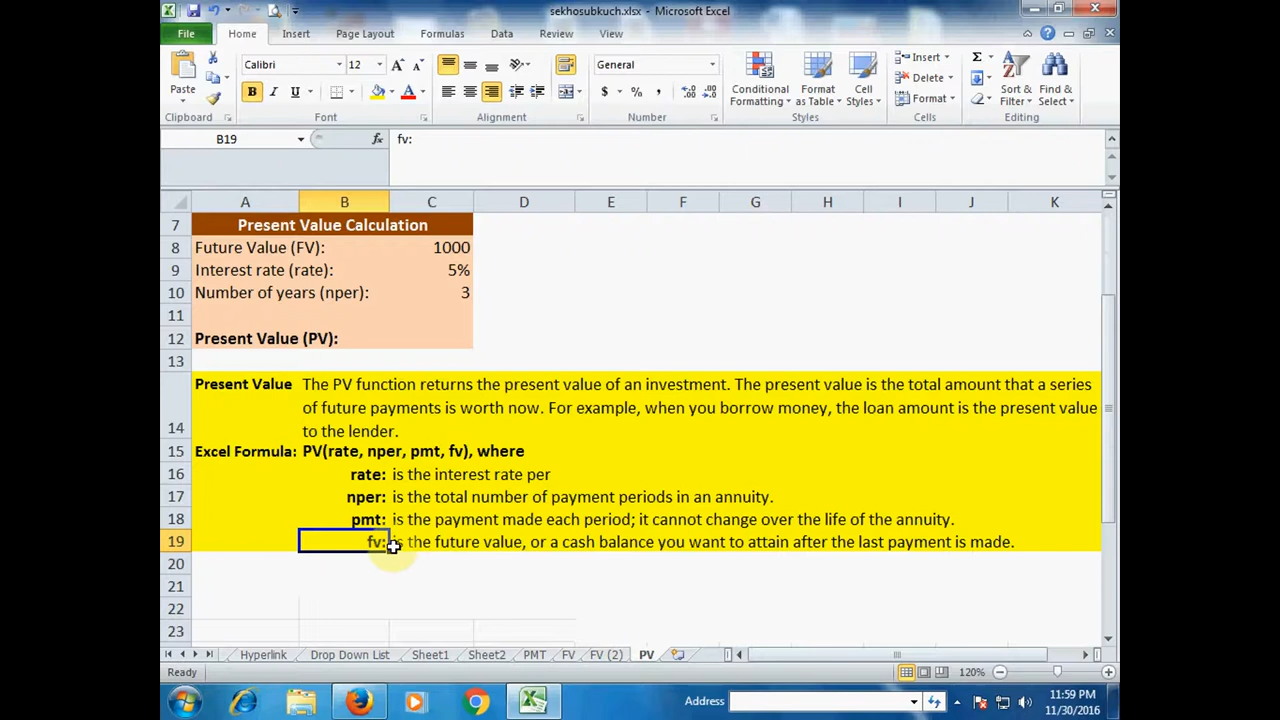 sekhosubkuch.xlsx - Microsoft Excel
File Home Insert Page Layout Formulas Data Review View
Calibri 12 General
Paste
B I U
$ % ,
Conditional Formatting Format as Table Cell Styles
Insert
Delete
Format
Sort & Filter Find & Select
Clipboard Font Alignment Number Styles Cells Editing
B19 fx fv:
A B C D E F G H I J K
7 Present Value Calculation
8 Future Value (FV): 1000
9 Interest rate (rate): 5%
10 Number of years (nper): 3
11
12 Present Value (PV):
13
Present Value The PV function returns the present value of an investment. The present value is the total amount that a series
of future payments is worth now. For example, when you borrow money, the loan amount is the present value
14 to the lender.
15 Excel Formula: PV(rate, nper, pmt, fv), where
16 rate: is the interest rate per
17 nper: is the total number of payment periods in an annuity.
18 pmt: is the payment made each period; it cannot change over the life of the annuity.
19 fv: is the future value, or a cash balance you want to attain after the last payment is made.
20
21
22
23
Hyperlink Drop Down List Sheet1 Sheet2 PMT FV FV (2) PV
Ready 120%
Address 11:59 PM
11/30/2016